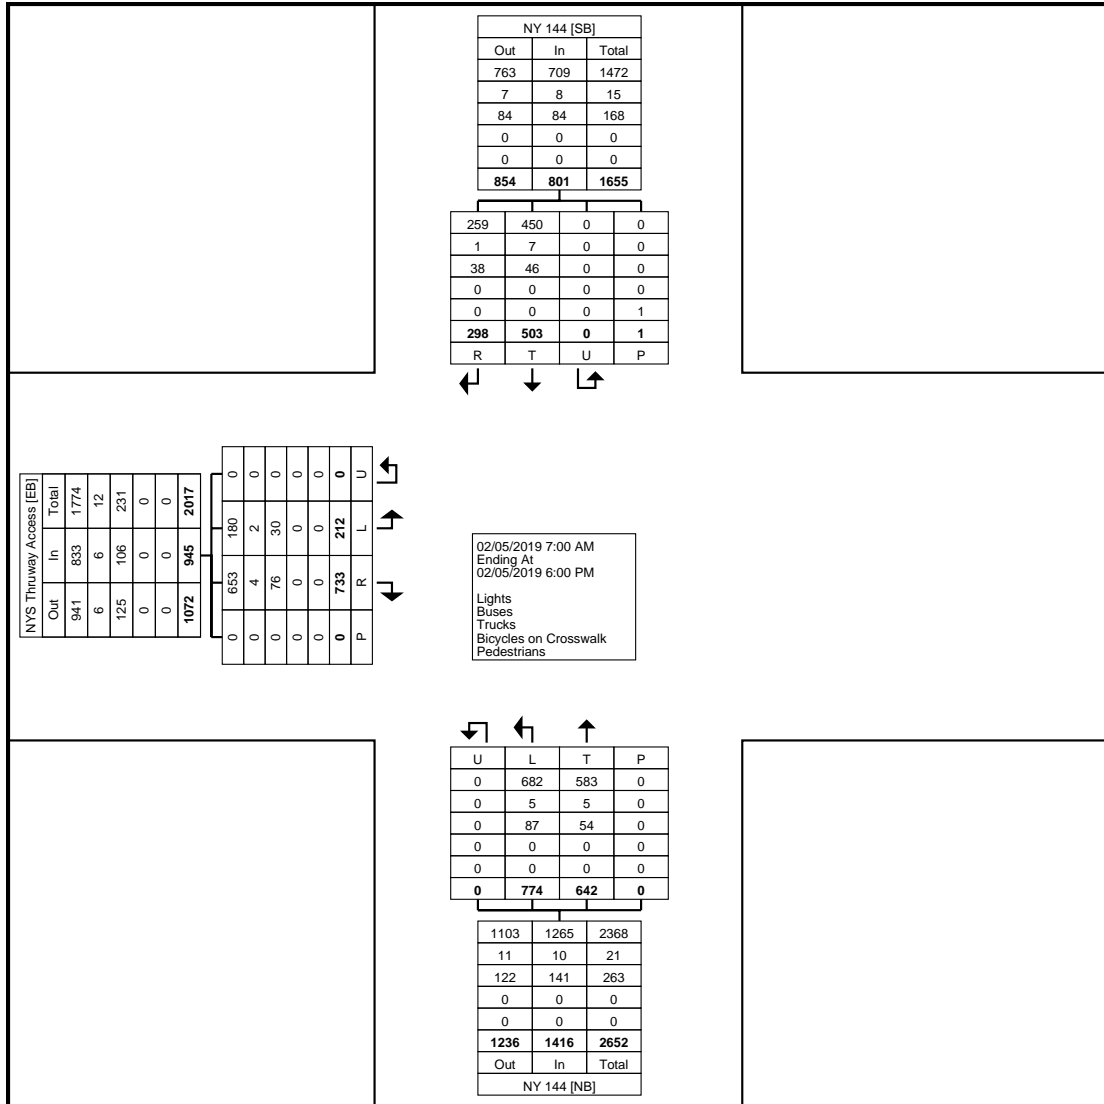 NY 144 [SB]
Out In Total
763 709 1472
7 8 15
84 84 168
0 0 0
0 0 0
854 801 1655
259 450 0 0
1 7 0 0
38 46 0 0
0 0 0 0
0 0 0 1
298 503 0 1
R T U P
NYS Thruway Access [EB]
Out In Total
941 833 1774
6 6 12
125 106 231
0 0 0
0 0 0
1072 945 2017
0 653 180 0
0 4 2 0
0 76 30 0
0 0 0 0
0 0 0 0
0 733 212 0
P R L U
02/05/2019 7:00 AM
Ending At
02/05/2019 6:00 PM
Lights
Buses
Trucks
Bicycles on Crosswalk
Pedestrians
U L T P
0 682 583 0
0 5 5 0
0 87 54 0
0 0 0 0
0 0 0 0
0 774 642 0
1103 1265 2368
11 10 21
122 141 263
0 0 0
0 0 0
1236 1416 2652
Out In Total
NY 144 [NB]